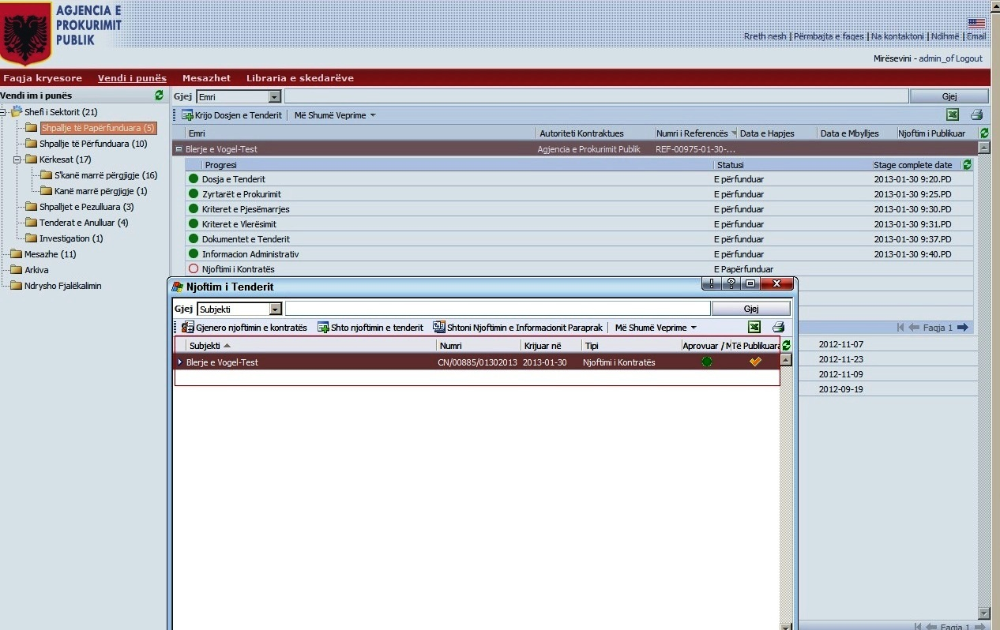 AGJENCIA E
PROKURIMIT
PUBLIK
Rreth nesh | Përmbajta e faqes | Na kontaktoni | Ndihmë | Email
Mirësevini - admin_of Logout
Faqja kryesore Vendi i punës Mesazhet Libraria e skedarëve
Vendi im i punës
Shefi i Sektorit (21)
Shpallje të Papërfunduara (5)
Shpallje të Përfunduara (10)
Kërkesat (17)
S'kanë marrë përgjigje (16)
Kanë marrë përgjigje (1)
Shpalljet e Pezulluara (3)
Tenderat e Anulluar (4)
Investigation (1)
Mesazhe (11)
Arkiva
Ndrysho Fjalëkalimin
Gjej Emri Gjej
Krijo Dosjen e Tenderit Më Shumë Veprime
Emri Autoriteti Kontraktues Numri i Referencës Data e Hapjes Data e Mbylljes Njoftim i Publikuar
Blerje e Vogel-Test Agjencia e Prokurimit Publik REF-00975-01-30-...
Progresi Statusi Stage complete date
Dosja e Tenderit E përfunduar 2013-01-30 9:20.PD
Zyrtarët e Prokurimit E përfunduar 2013-01-30 9:25.PD
Kriteret e Pjesëmarrjes E përfunduar 2013-01-30 9:30.PD
Kriteret e Vlerësimit E përfunduar 2013-01-30 9:31.PD
Dokumentet e Tenderit E përfunduar 2013-01-30 9:37.PD
Informacion Administrativ E përfunduar 2013-01-30 9:40.PD
Njoftimi i Kontratës E Papërfunduar
Njoftim i Tenderit ! ?
Gjej Subjekti Gjej
Gjenero njoftimin e kontratës Shto njoftimin e tenderit Shtoni Njoftimin e Informacionit Paraprak Më Shumë Veprime
Faqja 1
Subjekti Numri Krijuar në Tipi Aprovuar / M Të Publikuara
Blerje e Vogel-Test CN/00885/01302013 2013-01-30 Njoftimi i Kontratës
2012-11-07
2012-11-23
2012-11-09
2012-09-19
Faqja 1